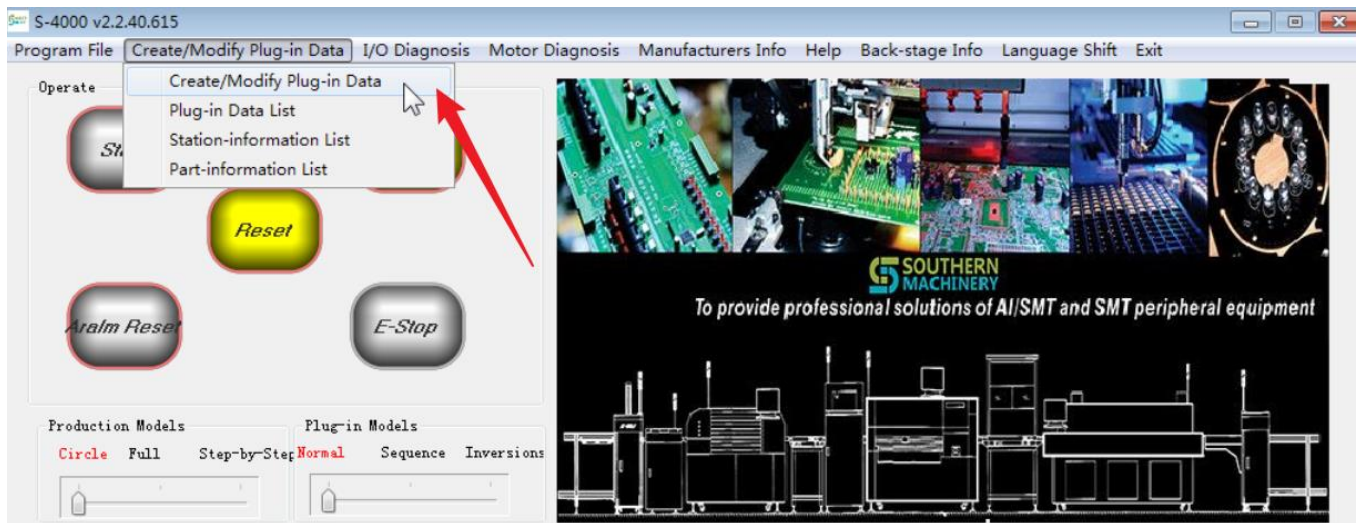 S-4000 v2.2.40.615
Program File Create/Modify Plug-in Data I/O Diagnosis Motor Diagnosis Manufacturers Info Help Back-stage Info Language Shift Exit
Create/Modify Plug-in Data
Plug-in Data List
Station-information List
Part-information List
Operate
Reset
Aralm Reset
E-Stop
SOUTHERN
MACHINERY
To provide professional solutions of AI/SMT and SMT peripheral equipment
Production Models
Circle Full Step-by-Step
Plug-in Models
Normal Sequence Inversions